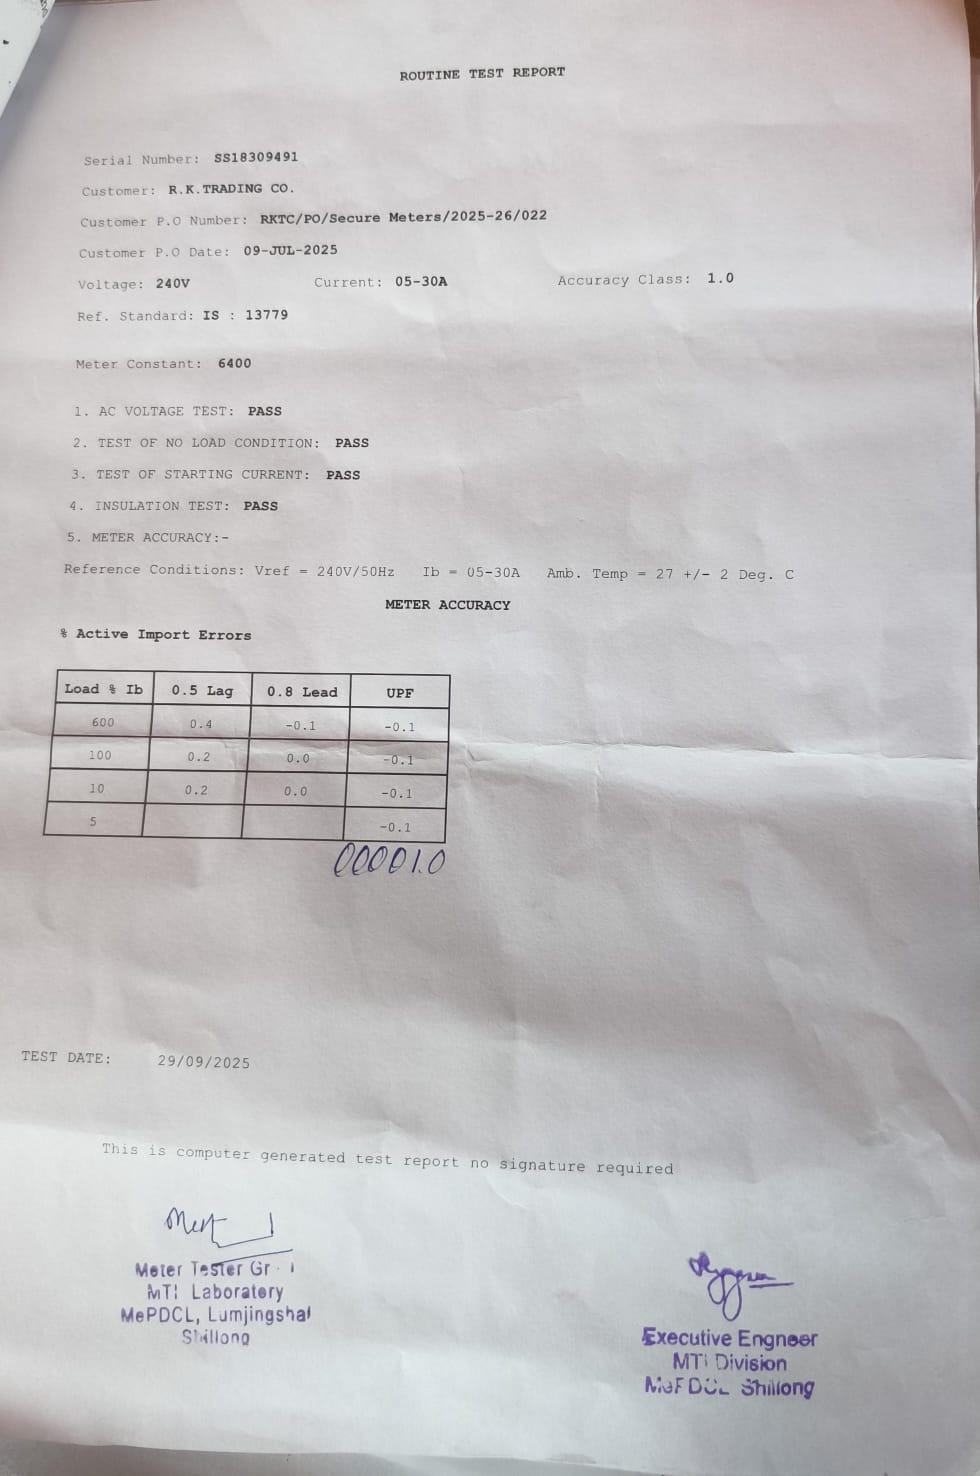 ROUTINE TEST REPORT
Serial Number: SS18309491
Customer: R.K.TRADING CO.
Customer P.O Number: RKTC/PO/Secure Meters/2025-26/022
Customer P.O Date: 09-JUL-2025
Voltage: 240V Current: 05-30A Accuracy Class: 1.0
Ref. Standard: IS : 13779
Meter Constant: 6400
1. AC VOLTAGE TEST: PASS
2. TEST OF NO LOAD CONDITION: PASS
3. TEST OF STARTING CURRENT: PASS
4. INSULATION TEST: PASS
5. METER ACCURACY:-
Reference Conditions: Vref = 240V/50Hz Ib = 05-30A Amb. Temp = 27 +/- 2 Deg. C
METER ACCURACY
% Active Import Errors
Load % Ib 0.5 Lag 0.8 Lead UPF
600 0.4 -0.1 -0.1
100 0.2 0.0 -0.1
10 0.2 0.0 -0.1
5 -0.1
00001.0
TEST DATE: 29/09/2025
This is computer generated test report no signature required
Meter Tester Gr - I
MTI Laboratory
MePDCL, Lumjingshai
Shillong
Executive Engneer
MTI Division
MePDCL Shillong